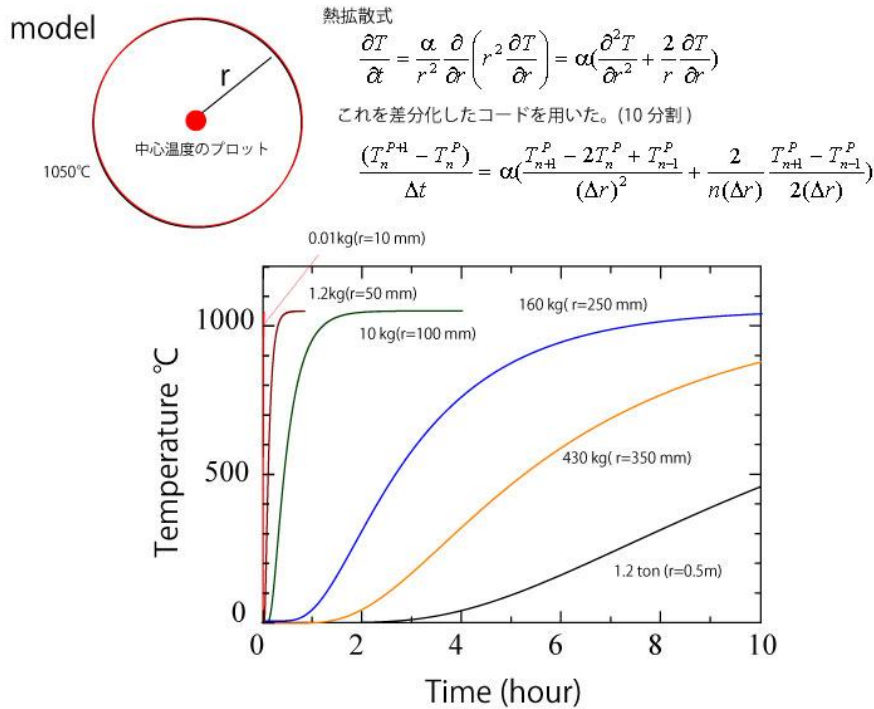 model
r
中心温度のプロット
1050℃
熱拡散式
∂T/∂t = α/r² ∂/∂r (r² ∂T/∂r) = α(∂²T/∂r² + 2/r ∂T/∂r)
これを差分化したコードを用いた。(10 分割 )
(T_n^{P+1} − T_n^P)/Δt = α((T_{n+1}^P − 2T_n^P + T_{n−1}^P)/(Δr)² + 2/(n(Δr)) (T_{n+1}^P − T_{n−1}^P)/(2(Δr)))
0.01kg(r=10 mm)
1.2kg(r=50 mm)
10 kg(r=100 mm)
160 kg( r=250 mm)
430 kg( r=350 mm)
1.2 ton (r=0.5m)
Temperature ℃
1000
500
0
0 2 4 6 8 10
Time (hour)